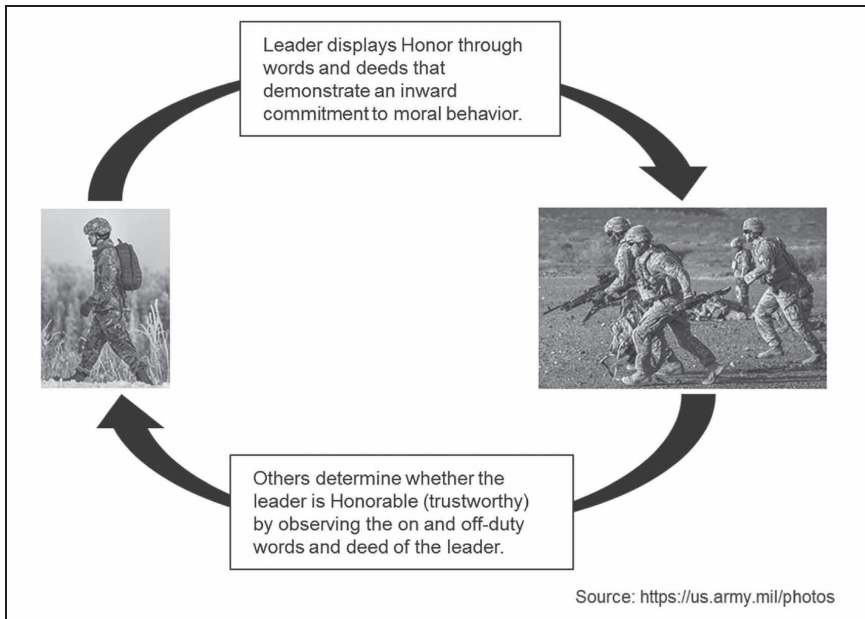 Leader displays Honor through
words and deeds that
demonstrate an inward
commitment to moral behavior.
Others determine whether the
leader is Honorable (trustworthy)
by observing the on and off-duty
words and deed of the leader.
Source: https://us.army.mil/photos